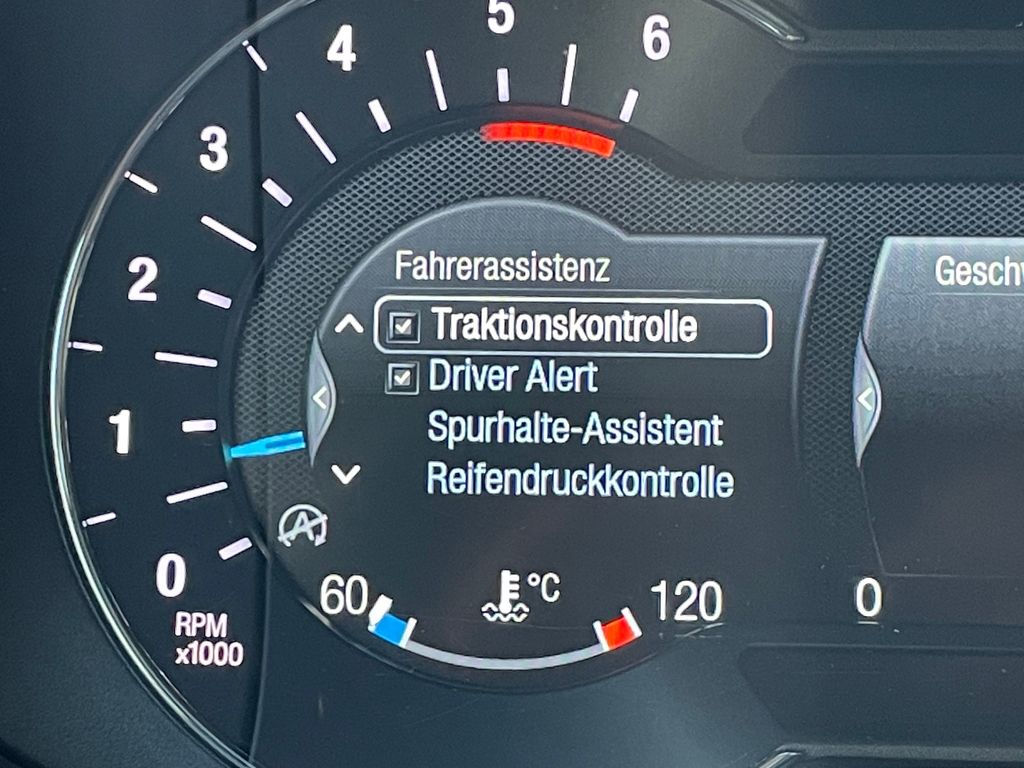 5
4
6
3
2
1
0
RPM
x1000
Fahrerassistenz
Traktionskontrolle
Driver Alert
Spurhalte-Assistent
Reifendruckkontrolle
A
60
°C
120
0